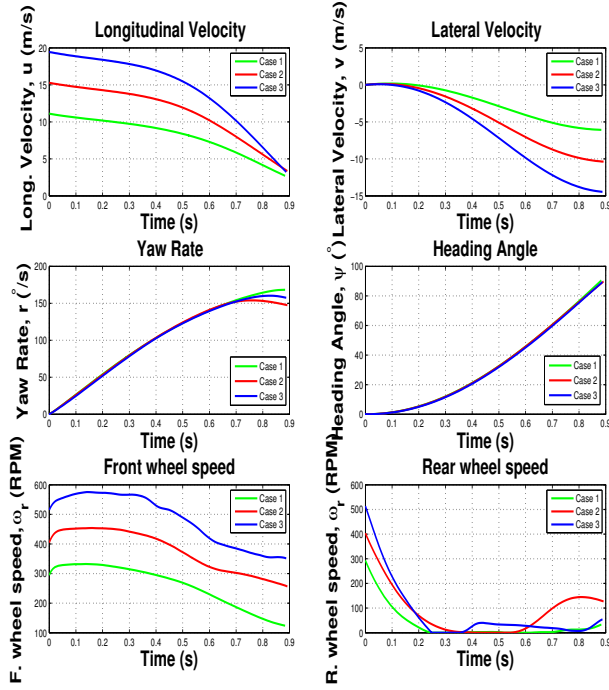 Longitudinal Velocity
Long. Velocity, u (m/s)
20
15
10
5
0
Case 1
Case 2
Case 3
0 0.1 0.2 0.3 0.4 0.5 0.6 0.7 0.8 0.9
Time (s)
Lateral Velocity
Lateral Velocity, v (m/s)
5
0
−5
−10
−15
Case 1
Case 2
Case 3
0 0.1 0.2 0.3 0.4 0.5 0.6 0.7 0.8 0.9
Time (s)
Yaw Rate
Yaw Rate, r (°/s)
200
150
100
50
0
Case 1
Case 2
Case 3
0 0.1 0.2 0.3 0.4 0.5 0.6 0.7 0.8 0.9
Time (s)
Heading Angle
Heading Angle, ψ (°)
100
80
60
40
20
0
Case 1
Case 2
Case 3
0 0.1 0.2 0.3 0.4 0.5 0.6 0.7 0.8 0.9
Time (s)
Front wheel speed
F. wheel speed,ω_r (RPM)
600
500
400
300
200
100
Case 1
Case 2
Case 3
0 0.1 0.2 0.3 0.4 0.5 0.6 0.7 0.8 0.9
Time (s)
Rear wheel speed
R. wheel speed, ω_r (RPM)
600
500
400
300
200
100
0
Case 1
Case 2
Case 3
0 0.1 0.2 0.3 0.4 0.5 0.6 0.7 0.8 0.9
Time (s)